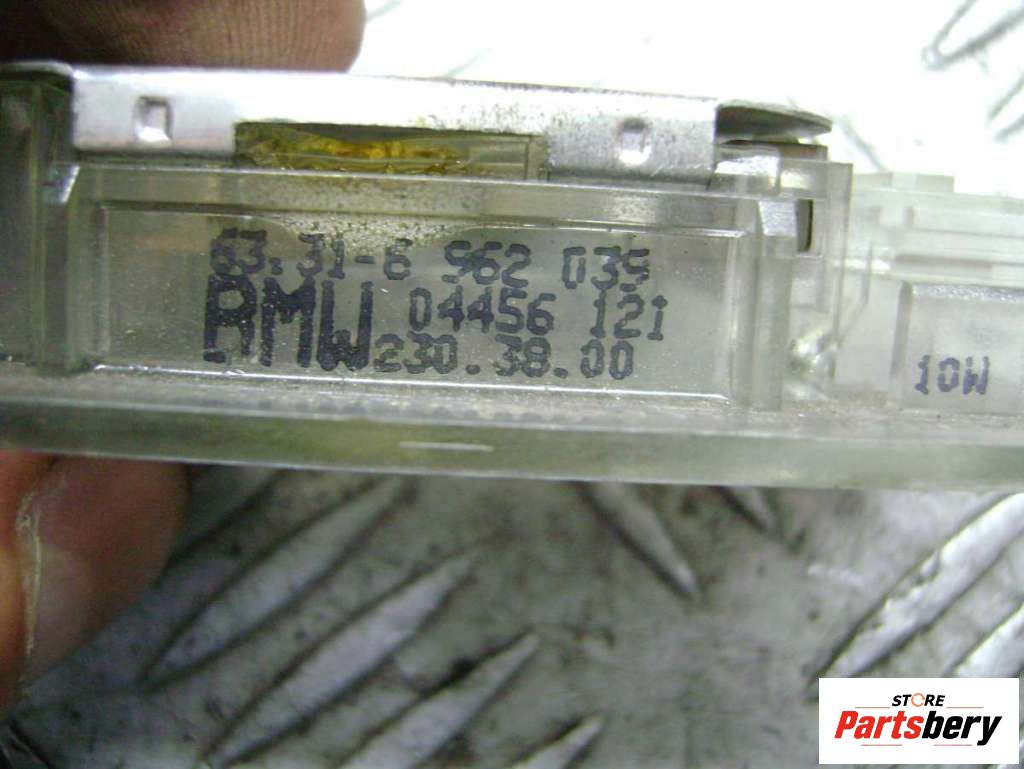 63.31-6 962 039
BMW 04456 121
230.38.00
10W
STORE
Partsbery